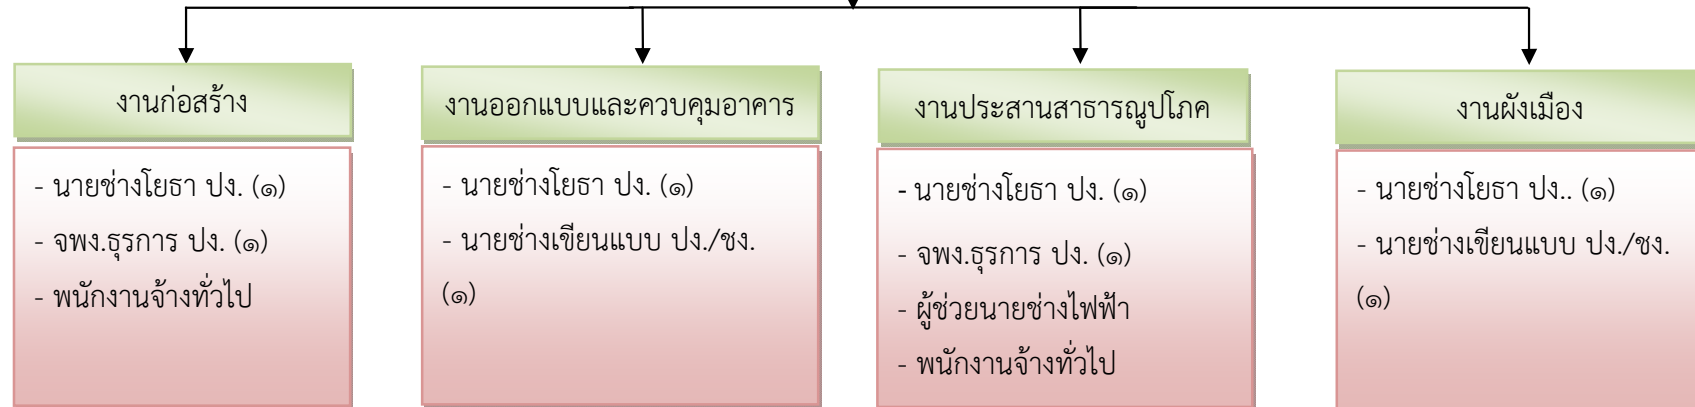 งานก่อสร้าง
- นายช่างโยธา ปง. (๑)
- จพง.ธุรการ ปง. (๑)
- พนักงานจ้างทั่วไป
งานออกแบบและควบคุมอาคาร
- นายช่างโยธา ปง. (๑)
- นายช่างเขียนแบบ ปง./ชง.
(๑)
งานประสานสาธารณูปโภค
- นายช่างโยธา ปง. (๑)
- จพง.ธุรการ ปง. (๑)
- ผู้ช่วยนายช่างไฟฟ้า
- พนักงานจ้างทั่วไป
งานผังเมือง
- นายช่างโยธา ปง.. (๑)
- นายช่างเขียนแบบ ปง./ชง.
(๑)